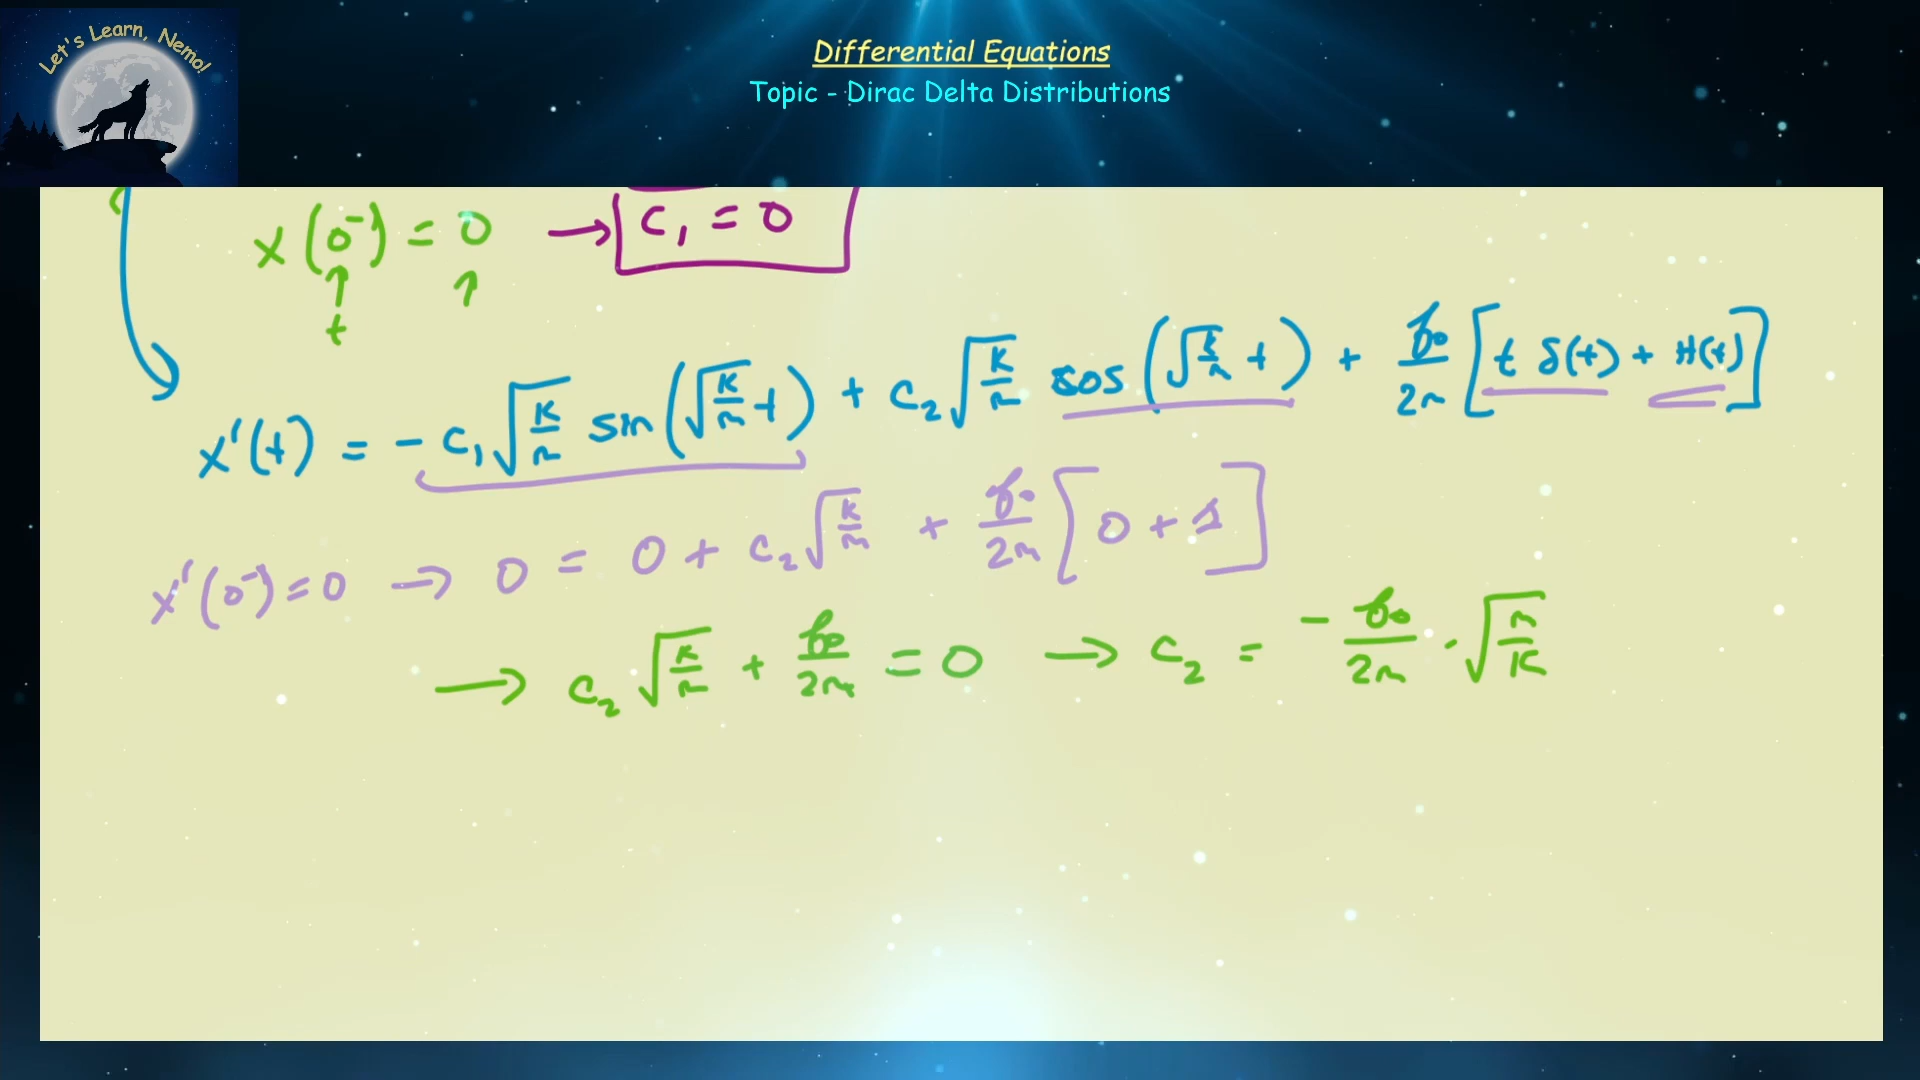 Let's Learn, Nemo!
Differential Equations
Topic - Dirac Delta Distributions
x(0⁻) = 0 → c₁ = 0
↑ ↑
t
x'(t) = - c₁ √(k/m) sin(√(k/m) t) + c₂ √(k/m) cos(√(k/m) t) + f₀/2m [t δ(t) + H(t)]
x'(0⁻) = 0 → 0 = 0 + c₂ √(k/m) + f₀/2m [0 + 1]
→ c₂ √(k/m) + f₀/2m = 0 → c₂ = - f₀/2m · √(m/k)